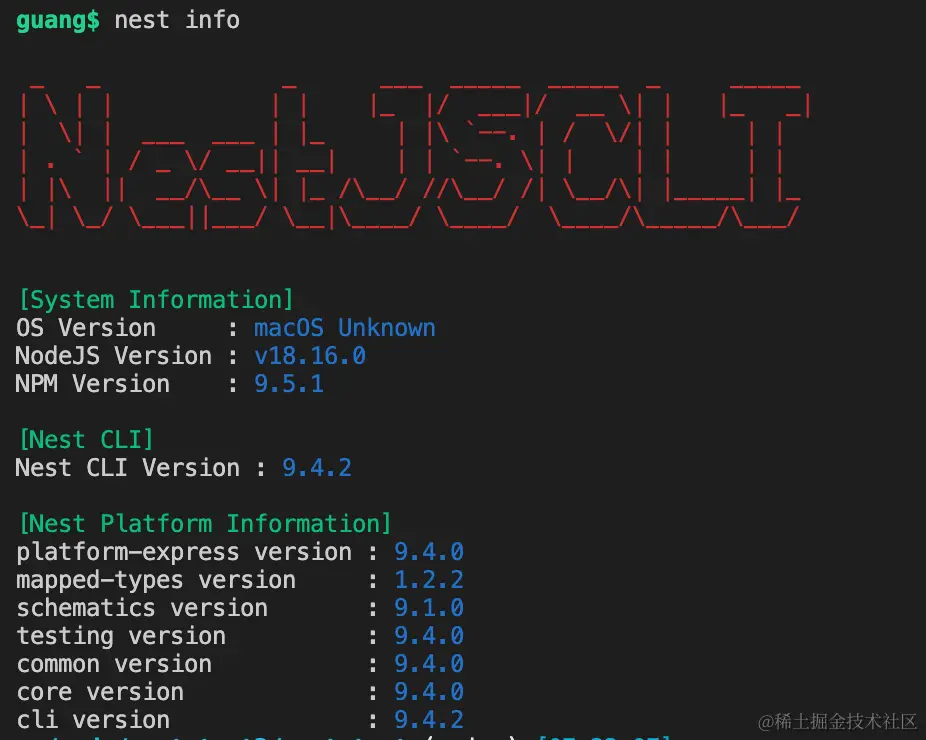 guang$ nest info
NestJSCLI
[System Information]
OS Version     : macOS Unknown
NodeJS Version : v18.16.0
NPM Version    : 9.5.1
[Nest CLI]
Nest CLI Version : 9.4.2
[Nest Platform Information]
platform-express version : 9.4.0
mapped-types version     : 1.2.2
schematics version       : 9.1.0
testing version          : 9.4.0
common version           : 9.4.0
core version             : 9.4.0
cli version              : 9.4.2
@稀土掘金技术社区